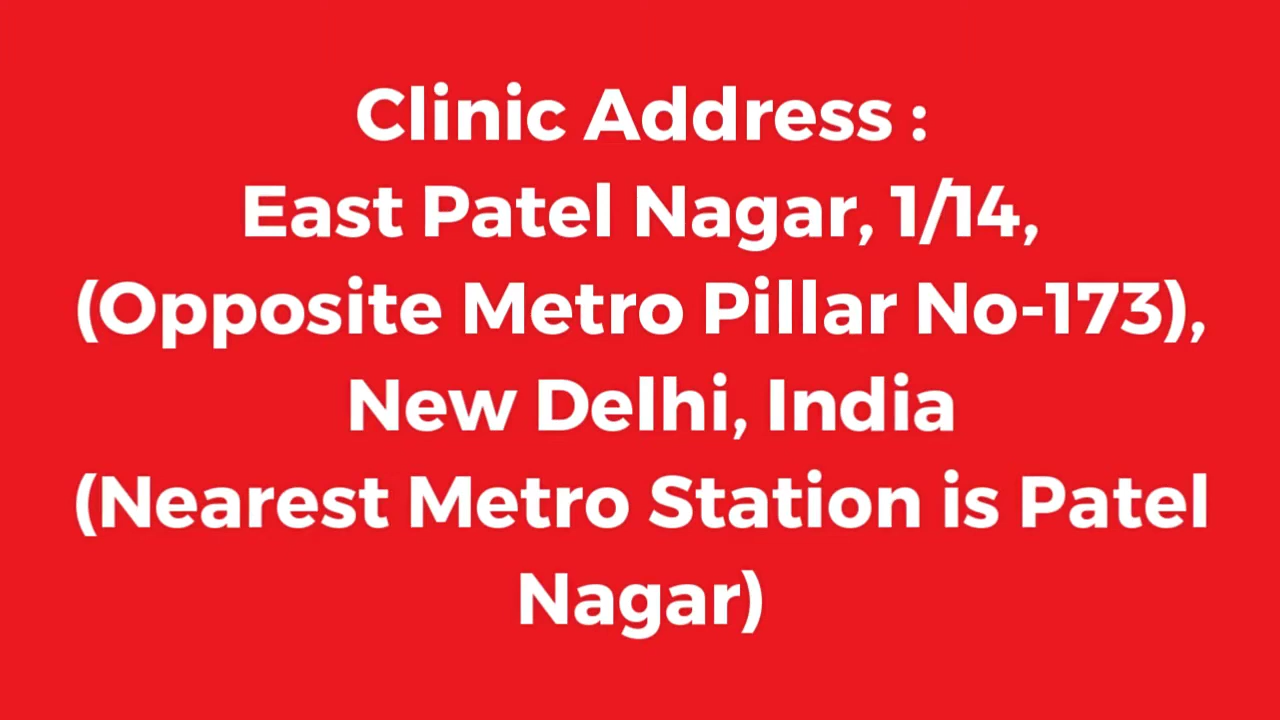 Clinic Address :
East Patel Nagar, 1/14,
(Opposite Metro Pillar No-173),
New Delhi, India
(Nearest Metro Station is Patel
Nagar)